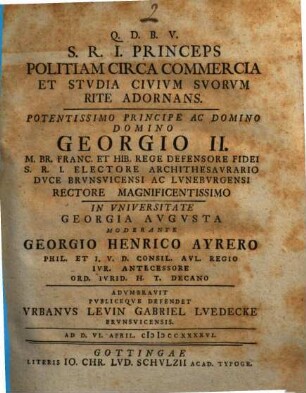 2
Q. D. B. V.
S. R. I. PRINCEPS
POLITIAM CIRCA COMMERCIA
ET STVDIA CIVIVM SVORVM
RITE ADORNANS.
POTENTISSIMO PRINCIPE AC DOMINO
DOMINO
GEORGIO II.
M. BR. FRANC. ET HIB. REGE DEFENSORE FIDEI
S. R. I. ELECTORE ARCHITHESAVRARIO
DVCE BRVNSVICENSI AC LVNEBVRGENSI
RECTORE MAGNIFICENTISSIMO
IN VNIVERSITATE
GEORGIA AVGVSTA
MODERANTE
GEORGIO HENRICO AYRERO
PHIL. ET I. V. D. CONSIL. AVL. REGIO
IVR. ANTECESSORE
ORD. IVRID. H. T. DECANO
ADVMBRAVIT
PVBLICEQVE DEFENDET
VRBANVS LEVIN GABRIEL LVEDECKE
BRVNSVICENSIS.
AD D. VI. APRIL. CIↃIↃCCXXXXVI.
GOTTINGAE
LITERIS IO. CHR. LVD. SCHVLZII ACAD. TYPOGR.